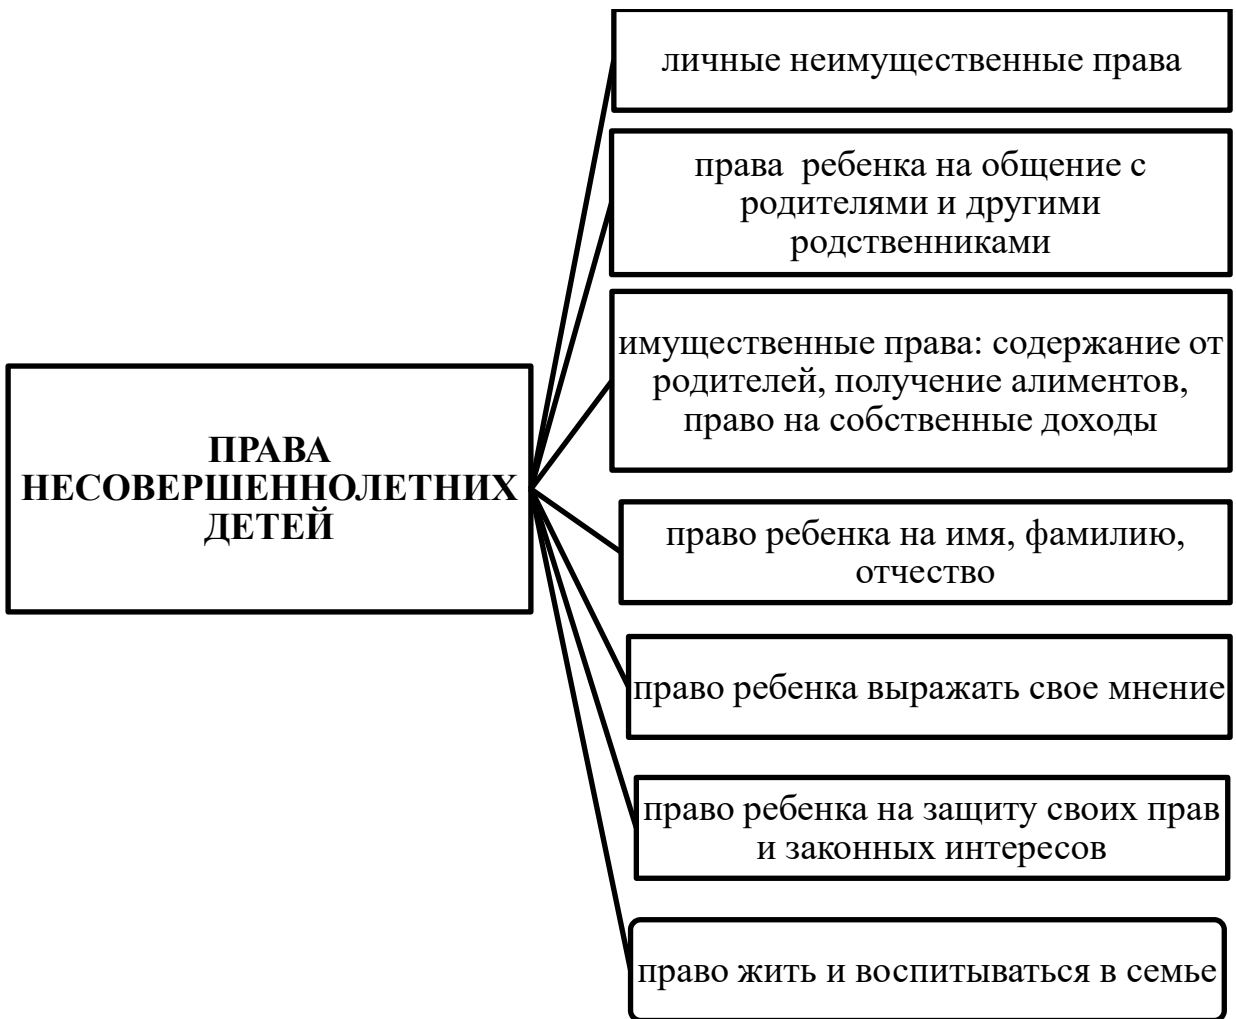 личные неимущественные права
права ребенка на общение с
родителями и другими
родственниками
имущественные права: содержание от
родителей, получение алиментов,
право на собственные доходы
ПРАВА
НЕСОВЕРШЕННОЛЕТНИХ
ДЕТЕЙ
право ребенка на имя, фамилию,
отчество
право ребенка выражать свое мнение
право ребенка на защиту своих прав
и законных интересов
право жить и воспитываться в семье